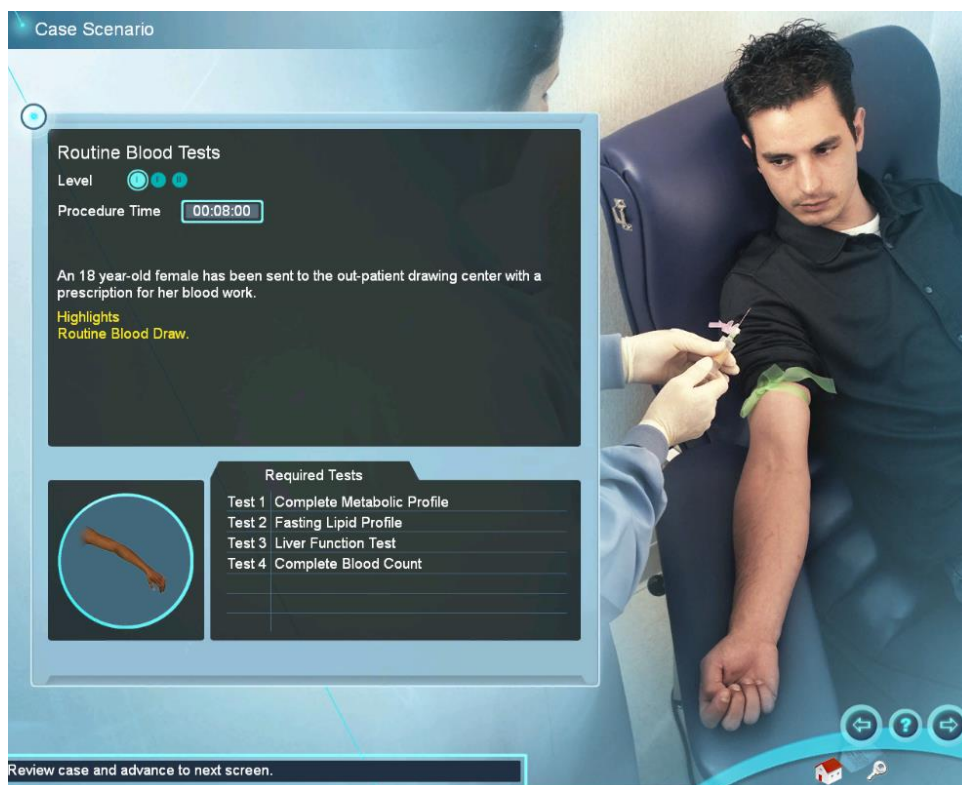 Case Scenario
Routine Blood Tests
Level I II III
Procedure Time 00:08:00
An 18 year-old female has been sent to the out-patient drawing center with a
prescription for her blood work.
Highlights
Routine Blood Draw.
Required Tests
Test 1 Complete Metabolic Profile
Test 2 Fasting Lipid Profile
Test 3 Liver Function Test
Test 4 Complete Blood Count
?
Review case and advance to next screen.